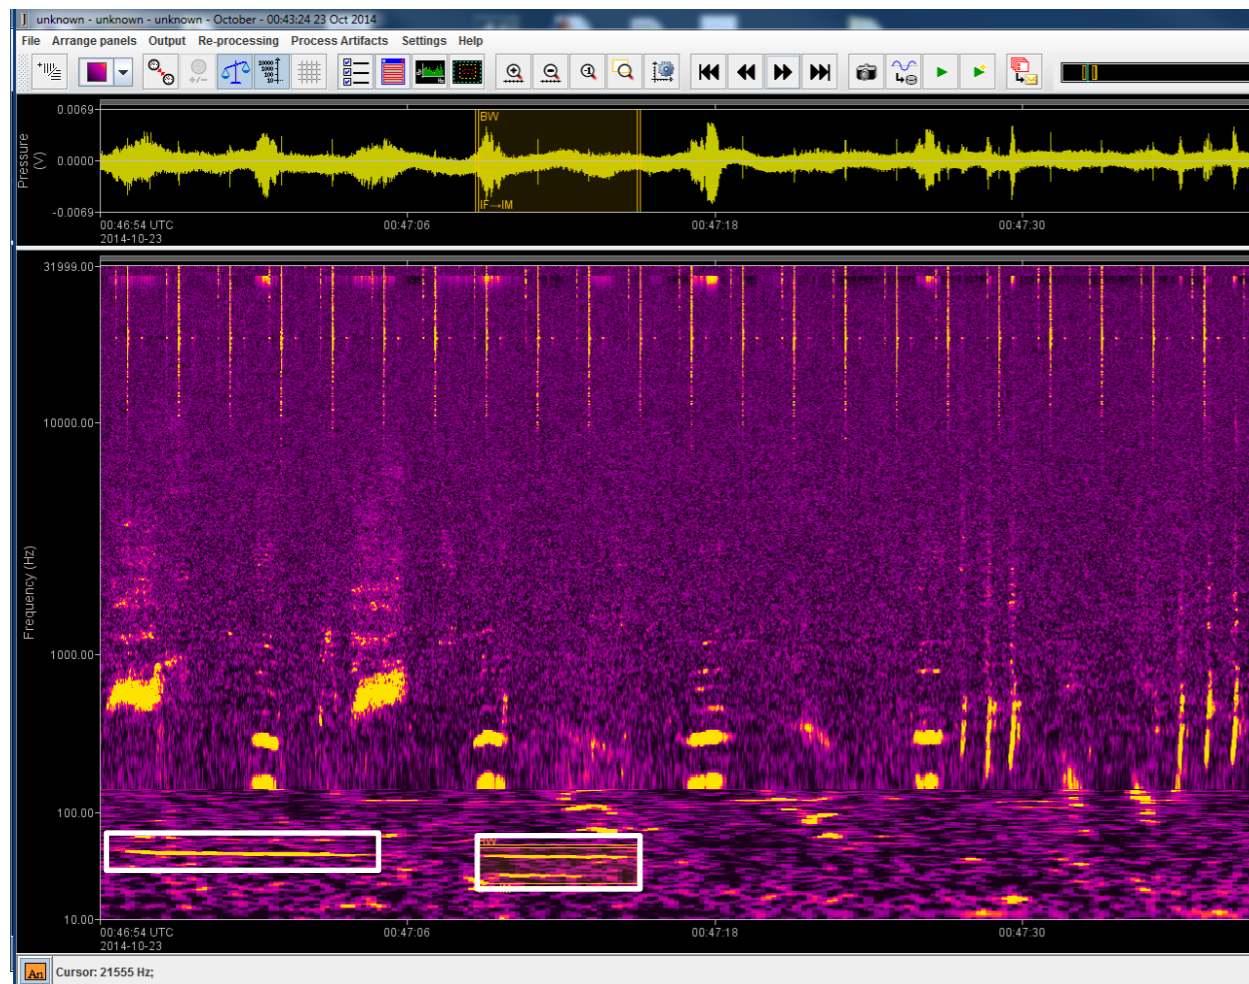 J unknown - unknown - unknown - October - 00:43:24 23 Oct 2014
File Arrange panels Output Re-processing Process Artifacts Settings Help
0.0069
BW
Pressure (V)
0.0000
IF→IM
-0.0069
00:46:54 UTC 00:47:06 00:47:18 00:47:30
2014-10-23
31999.00
10000.00
Frequency (Hz)
1000.00
100.00
10.00
00:46:54 UTC 00:47:06 00:47:18 00:47:30
2014-10-23
An Cursor: 21555 Hz;